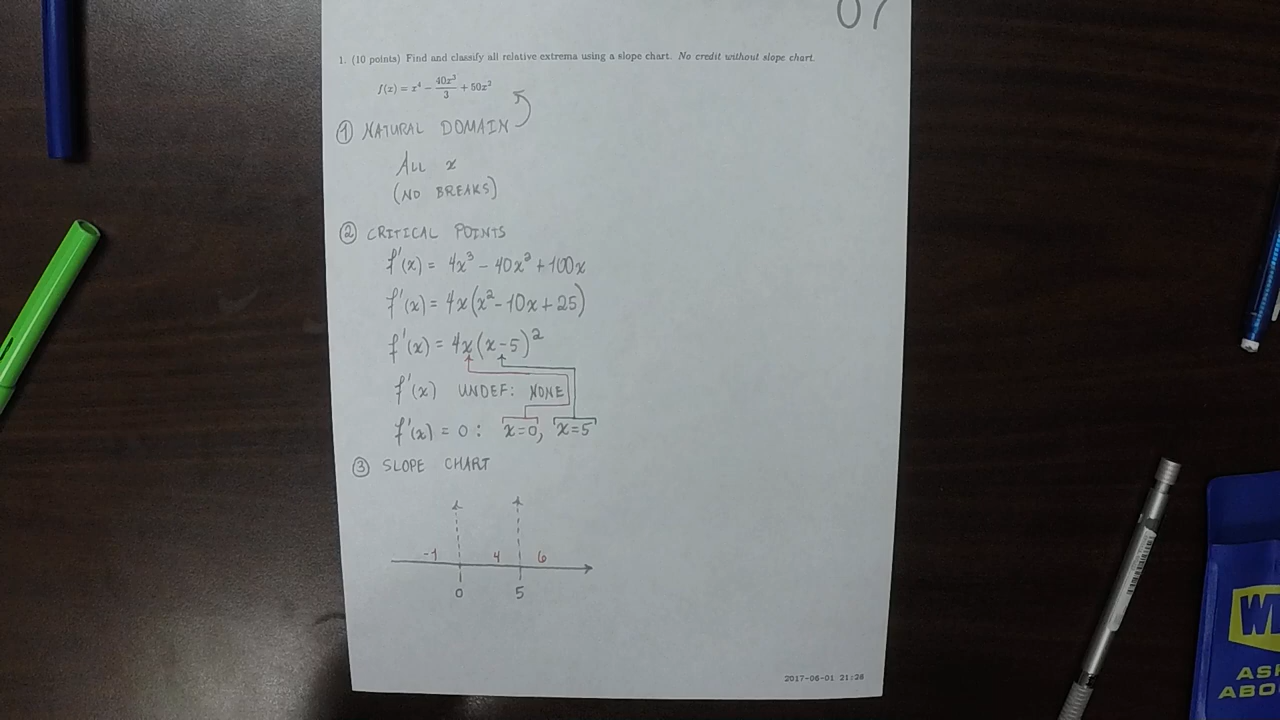 07
1. (10 points) Find and classify all relative extrema using a slope chart. No credit without slope chart.
f(x) = x⁴ − 40x³/3 + 50x²
① NATURAL DOMAIN
ALL x
(NO BREAKS)
② CRITICAL POINTS
f'(x) = 4x³ − 40x² + 100x
f'(x) = 4x(x² − 10x + 25)
f'(x) = 4x(x−5)²
f'(x) UNDEF: NONE
f'(x) = 0 : x=0, x=5
③ SLOPE CHART
-1 4 6
0 5
2017-06-01 21:26